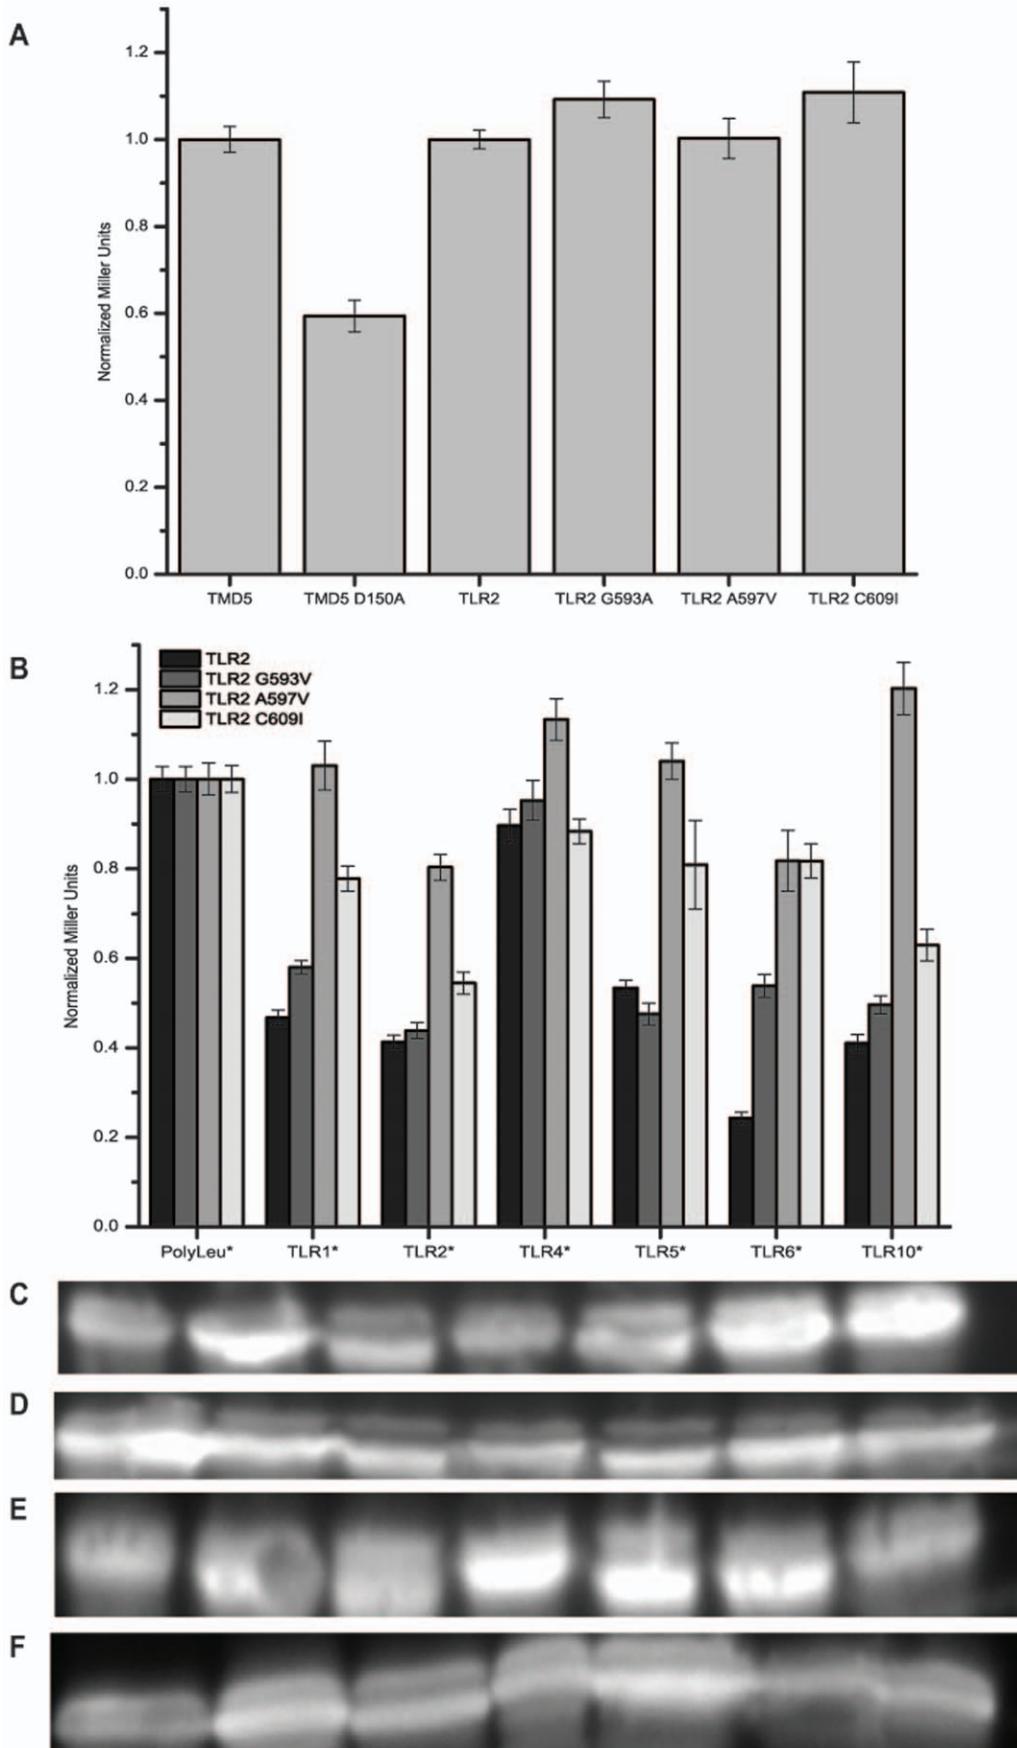 A
1.2
1.0
0.8
0.6
0.4
0.2
0.0
Normalized Miller Units
TMD5 TMD5 D150A TLR2 TLR2 G593A TLR2 A597V TLR2 C609I
B
TLR2
TLR2 G593V
TLR2 A597V
TLR2 C609I
1.2
1.0
0.8
0.6
0.4
0.2
0.0
Normalized Miller Units
PolyLeu* TLR1* TLR2* TLR4* TLR5* TLR6* TLR10*
C
D
E
F